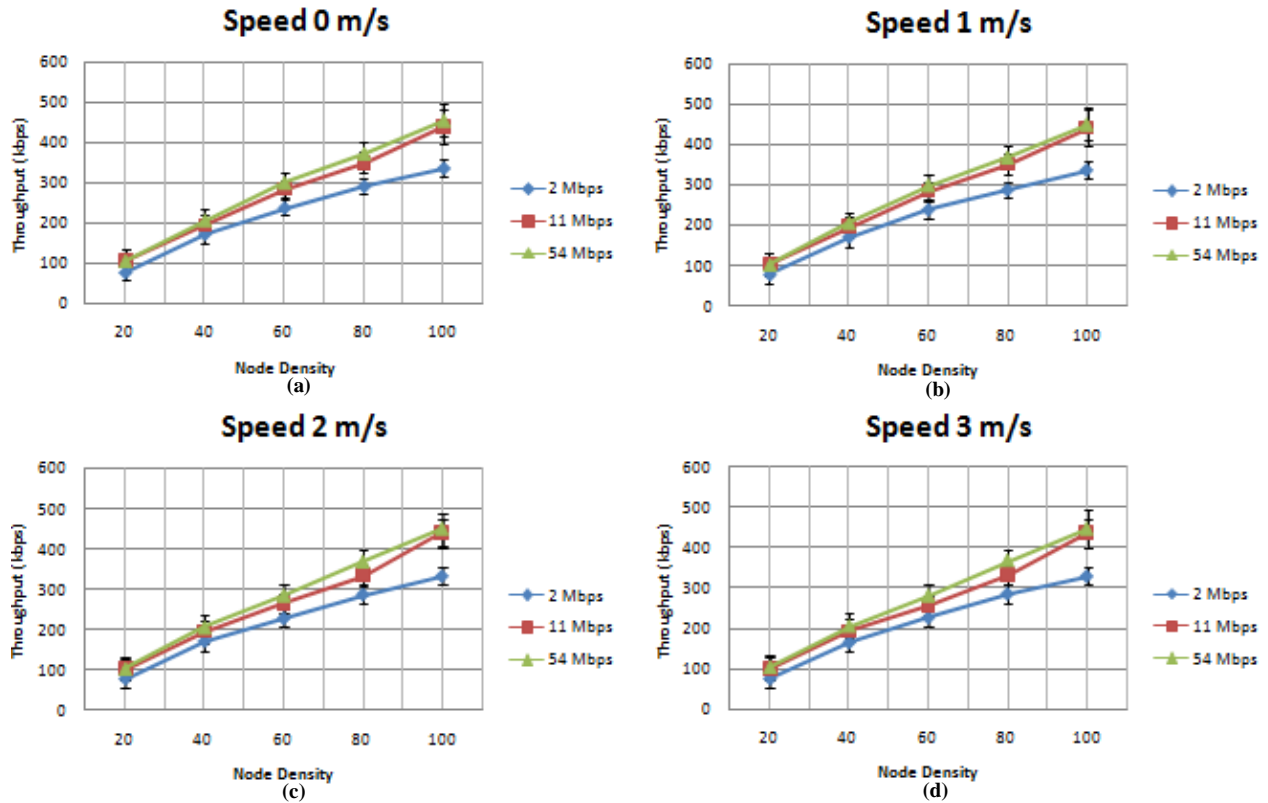 Speed 0 m/s
Throughput (kbps)
600
500
400
300
200
100
0
20 40 60 80 100
Node Density
2 Mbps
11 Mbps
54 Mbps
(a)
Speed 1 m/s
Throughput (kbps)
600
500
400
300
200
100
0
20 40 60 80 100
Node Density
2 Mbps
11 Mbps
54 Mbps
(b)
Speed 2 m/s
Throughput (kbps)
600
500
400
300
200
100
0
20 40 60 80 100
Node Density
2 Mbps
11 Mbps
54 Mbps
(c)
Speed 3 m/s
Throughput (kbps)
600
500
400
300
200
100
0
20 40 60 80 100
Node Density
2 Mbps
11 Mbps
54 Mbps
(d)